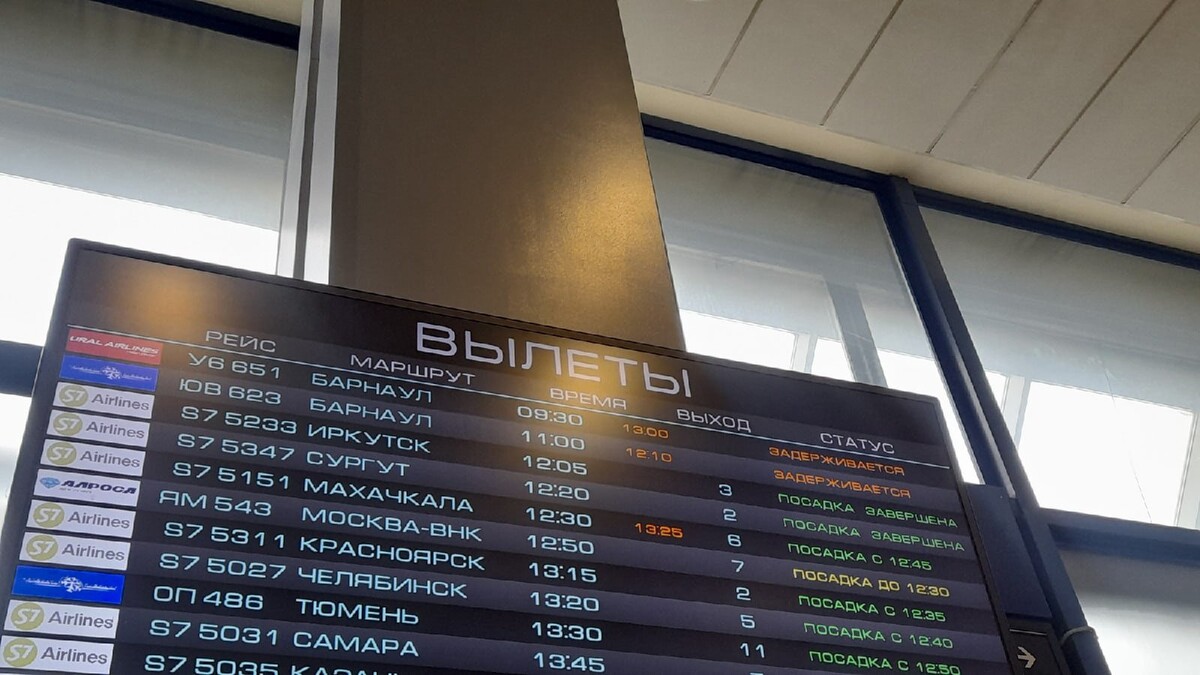 ВЫЛЕТЫ
РЕЙС МАРШРУТ ВРЕМЯ ВЫХОД СТАТУС
URAL AIRLINES У6 651 БАРНАУЛ 09:30 13:00 ЗАДЕРЖИВАЕТСЯ
ЮВ 623 БАРНАУЛ 11:00 12:10 ЗАДЕРЖИВАЕТСЯ
S7 Airlines S7 5233 ИРКУТСК 12:05 3 ПОСАДКА ЗАВЕРШЕНА
S7 Airlines S7 5347 СУРГУТ 12:20 2 ПОСАДКА ЗАВЕРШЕНА
S7 Airlines S7 5151 МАХАЧКАЛА 12:30 13:25 6 ПОСАДКА С 12:45
АЛРОСА ЯМ 543 МОСКВА-ВНК 12:50 7 ПОСАДКА ДО 12:30
S7 Airlines S7 5311 КРАСНОЯРСК 13:15 2 ПОСАДКА С 12:35
S7 Airlines S7 5027 ЧЕЛЯБИНСК 13:20 5 ПОСАДКА С 12:40
ОП 486 ТЮМЕНЬ 13:30 11 ПОСАДКА С 12:50
S7 Airlines S7 5031 САМАРА 13:45
S7 Airlines S7 5035